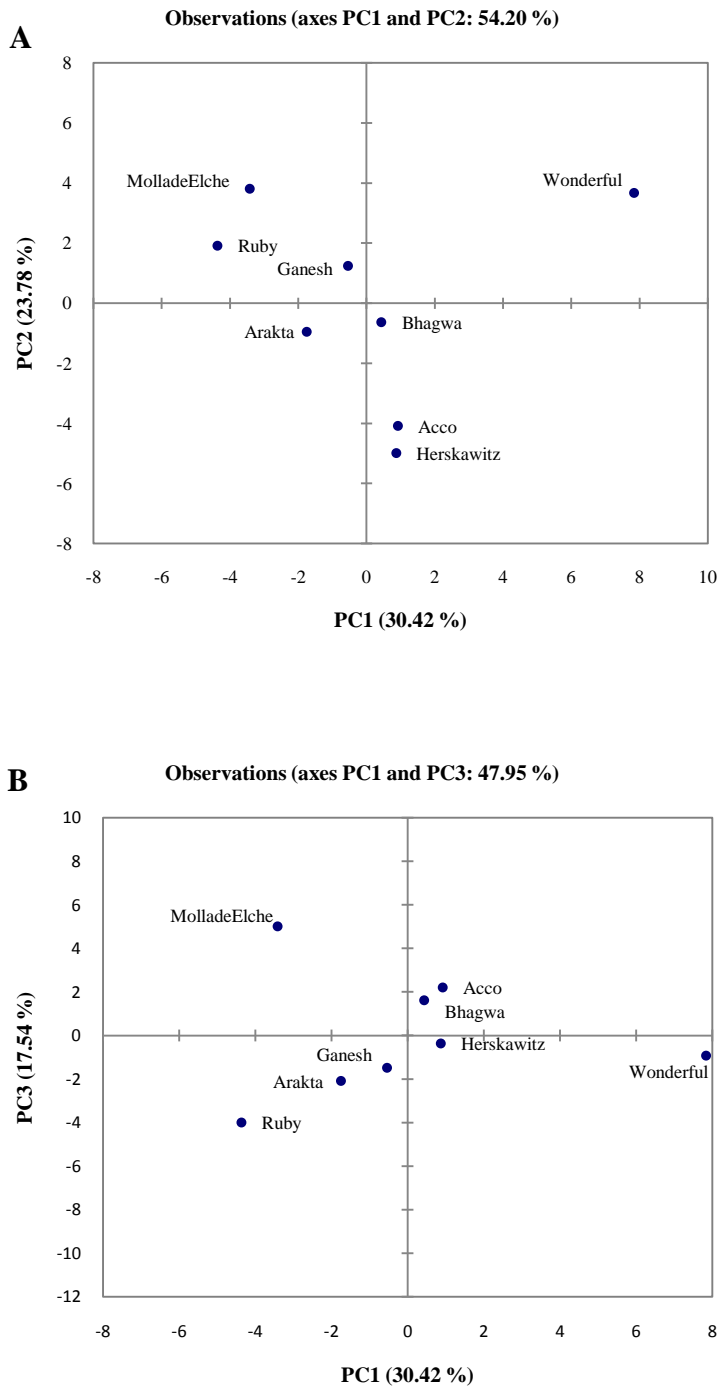 A
Observations (axes PC1 and PC2: 54.20 %)
8
6
4
2
0
-2
-4
-6
-8
PC2 (23.78 %)
MolladeElche
Wonderful
Ruby
Ganesh
Arakta
Bhagwa
Acco
Herskawitz
-8 -6 -4 -2 0 2 4 6 8 10
PC1 (30.42 %)
B
Observations (axes PC1 and PC3: 47.95 %)
10
8
6
4
2
0
-2
-4
-6
-8
-10
-12
PC3 (17.54 %)
MolladeElche
Acco
Bhagwa
Herskawitz
Ganesh
Wonderful
Arakta
Ruby
-8 -6 -4 -2 0 2 4 6 8
PC1 (30.42 %)